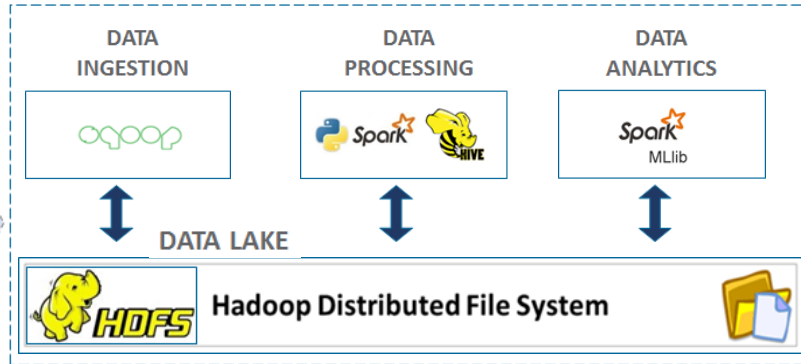 DATA
INGESTION
DATA
PROCESSING
DATA
ANALYTICS
sqoop
Spark
HIVE
Spark
MLlib
DATA LAKE
HDFS
Hadoop Distributed File System